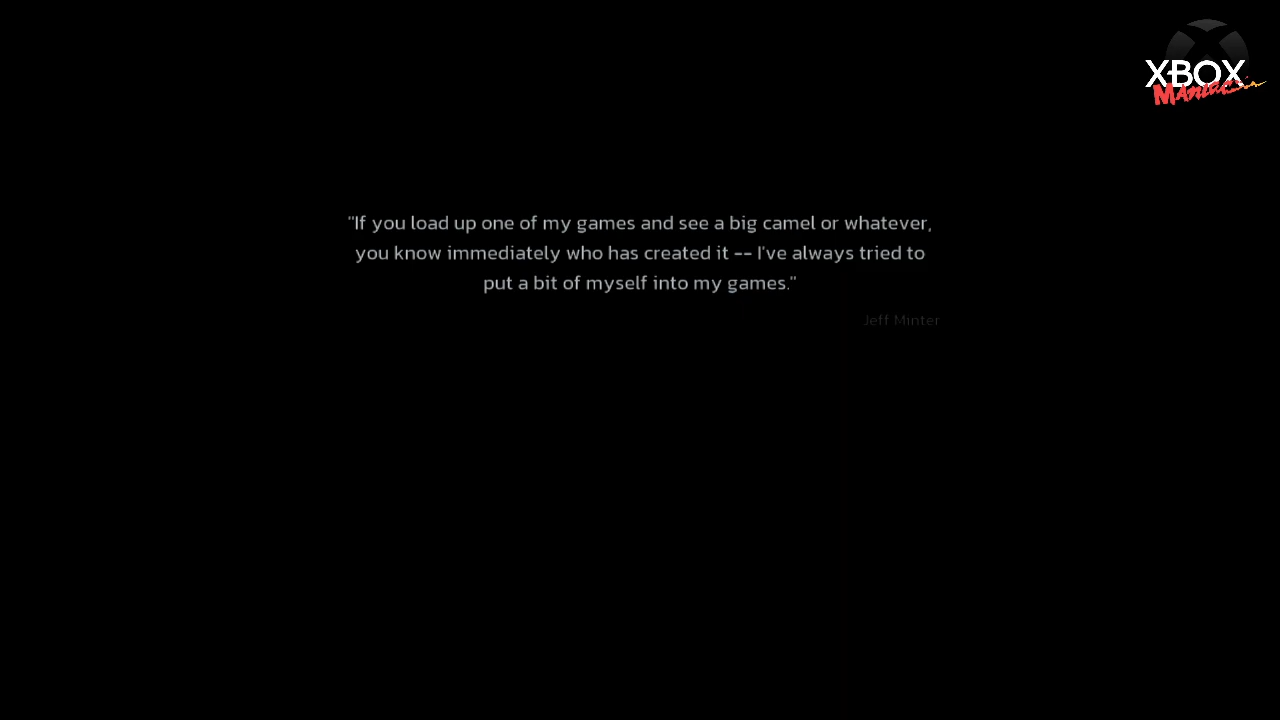 XBOX
Maniac
"If you load up one of my games and see a big camel or whatever,
you know immediately who has created it -- I've always tried to
put a bit of myself into my games."
Jeff Minter